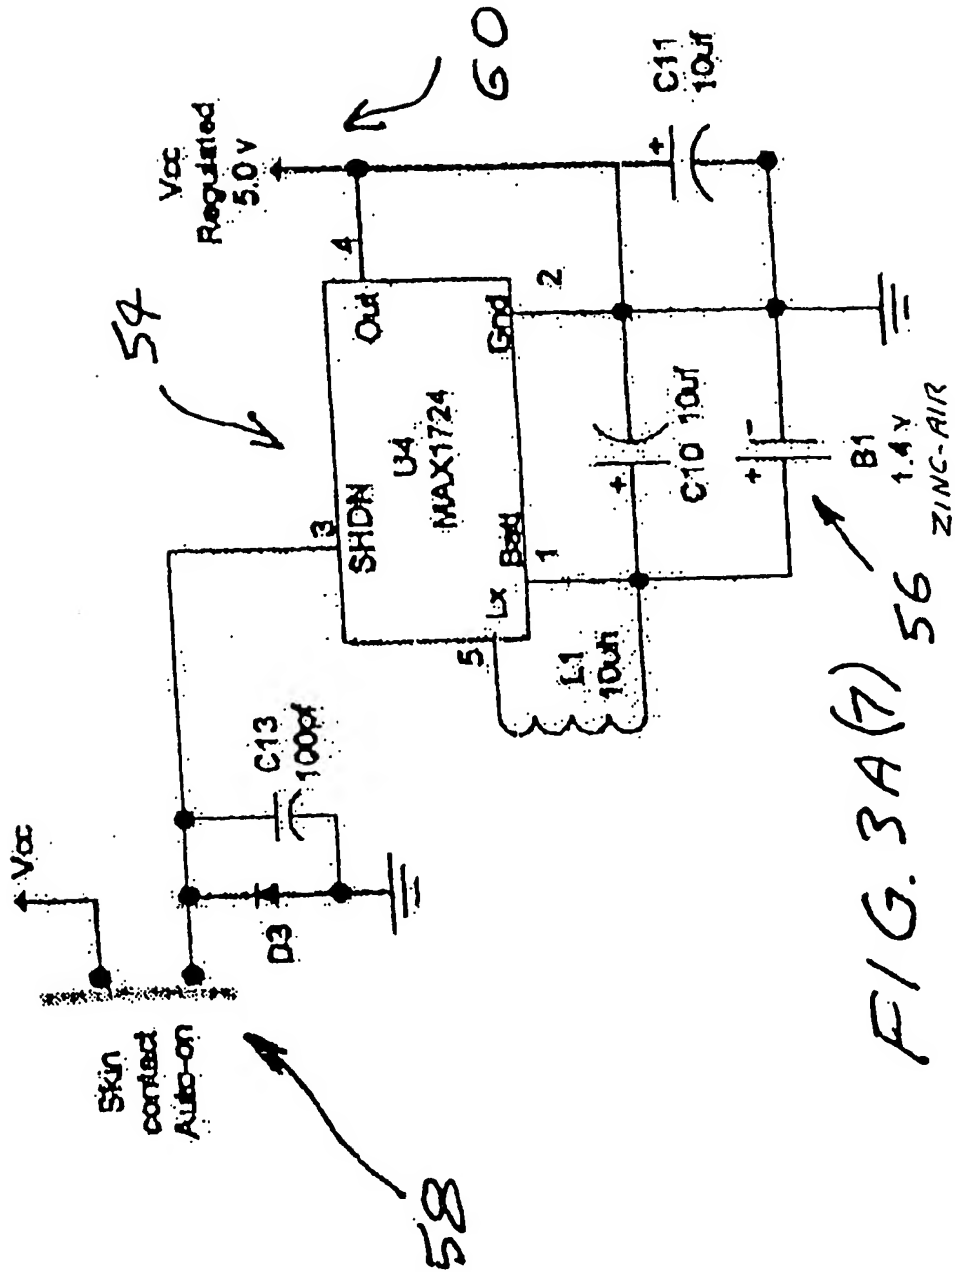 Skin
contact
Auto-on
Vcc
58
D3
C13
100pf
54
3
SHDN
U4
MAX1724
Out
4
Vcc
Regulated
5.0 V
60
5
Lx
Batt
1
Gnd
2
L1
10uh
C10 10uf
C11
10uf
+
+
+
-
B1
1.4 V
ZINC-AIR
56
FIG. 3A(7)